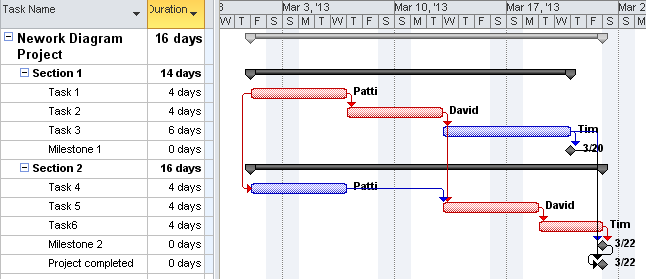 Task Name Duration 3 Mar 3, '13 Mar 10, '13 Mar 17, '13 Mar 2
W T F S S M T W T F S S M T W T F S S M T W T F S S M
Nework Diagram 16 days
Project
Section 1 14 days
Task 1 4 days Patti
Task 2 4 days David
Task 3 6 days Tim
Milestone 1 0 days 3/20
Section 2 16 days
Task 4 4 days Patti
Task 5 4 days David
Task6 4 days Tim
Milestone 2 0 days 3/22
Project completed 0 days 3/22